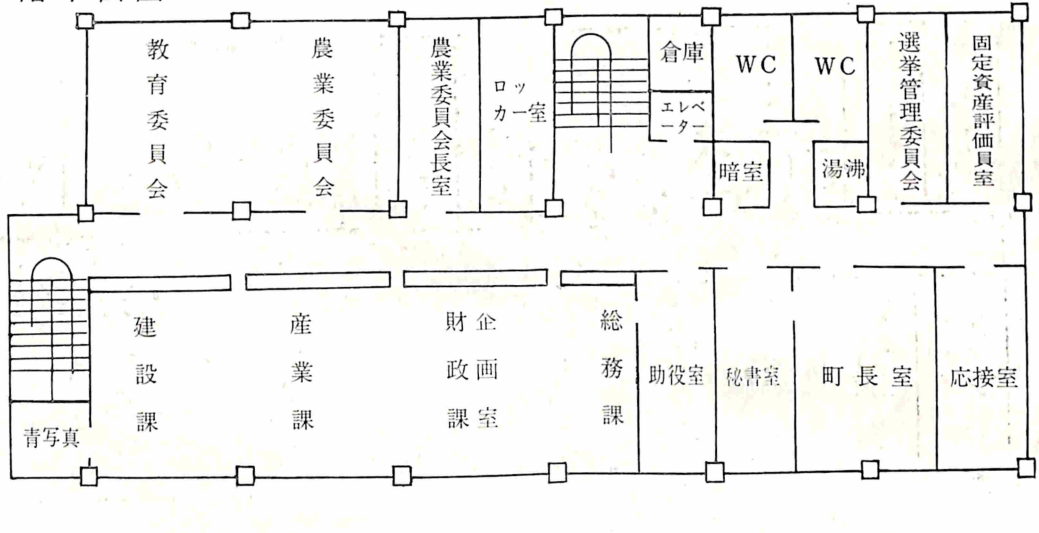 教育委員会
農業委員会
農業委員会長室
ロッ
カー室
倉庫
エレベ
ーター
WC
WC
暗室
湯沸
選挙管理委員会
固定資産評価員室
建設課
産業課
企画室
財政課
総務課
助役室
秘書室
町長室
応接室
青写真